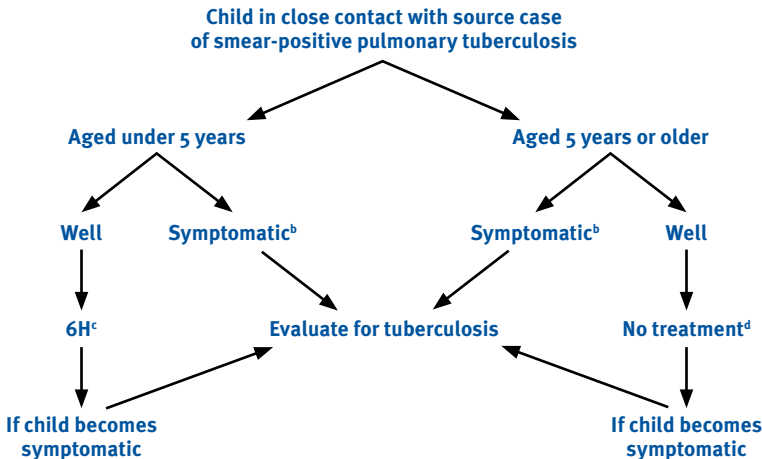 Child in close contact with source case
of smear-positive pulmonary tuberculosis
Aged under 5 years
Aged 5 years or older
Well
Symptomaticᵇ
Symptomaticᵇ
Well
6Hᶜ
Evaluate for tuberculosis
No treatmentᵈ
If child becomes
symptomatic
If child becomes
symptomatic